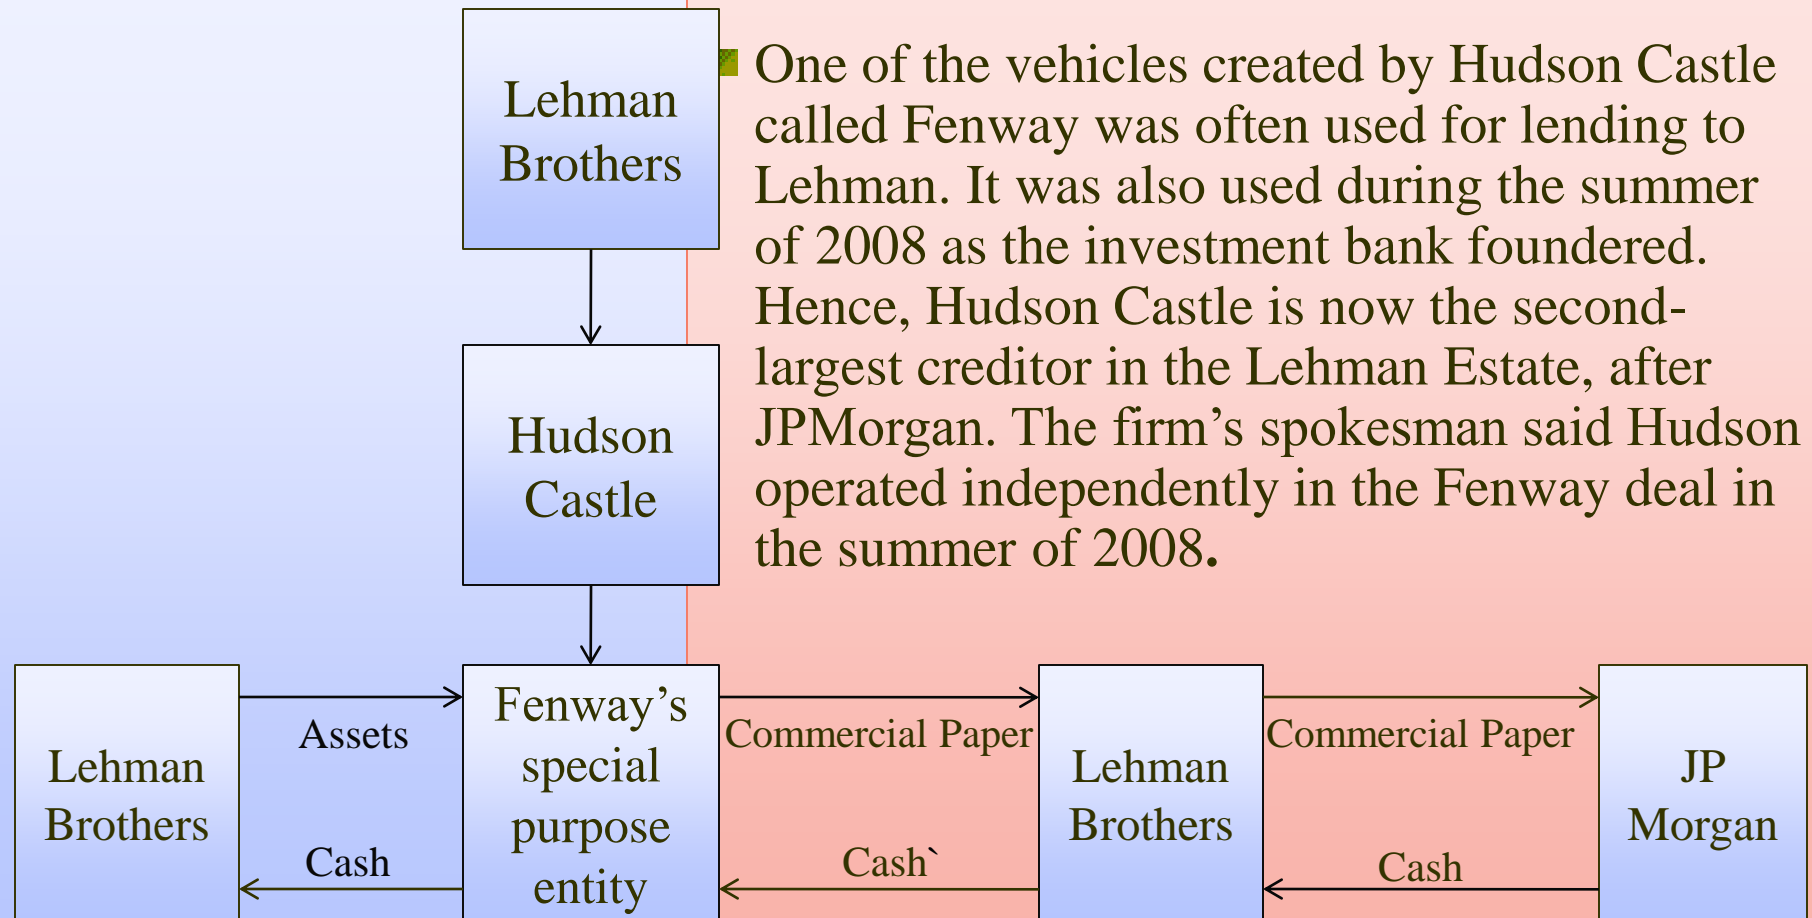 Lehman
Brothers
One of the vehicles created by Hudson Castle
called Fenway was often used for lending to
Lehman. It was also used during the summer
of 2008 as the investment bank foundered.
Hence, Hudson Castle is now the second-
largest creditor in the Lehman Estate, after
JPMorgan. The firm’s spokesman said Hudson
operated independently in the Fenway deal in
the summer of 2008.
Hudson
Castle
Lehman
Brothers
Assets
Cash
Fenway’s
special
purpose
entity
Commercial Paper
Cash`
Lehman
Brothers
Commercial Paper
Cash
JP
Morgan